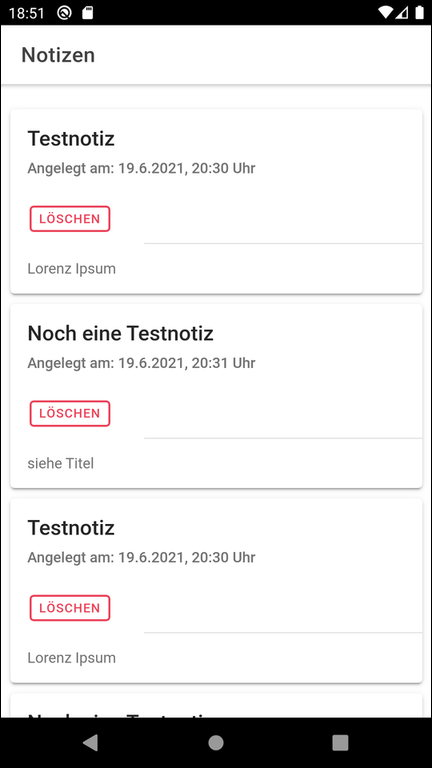 18:51
Notizen
Testnotiz
Angelegt am: 19.6.2021, 20:30 Uhr
LÖSCHEN
Lorenz Ipsum
Noch eine Testnotiz
Angelegt am: 19.6.2021, 20:31 Uhr
LÖSCHEN
siehe Titel
Testnotiz
Angelegt am: 19.6.2021, 20:30 Uhr
LÖSCHEN
Lorenz Ipsum